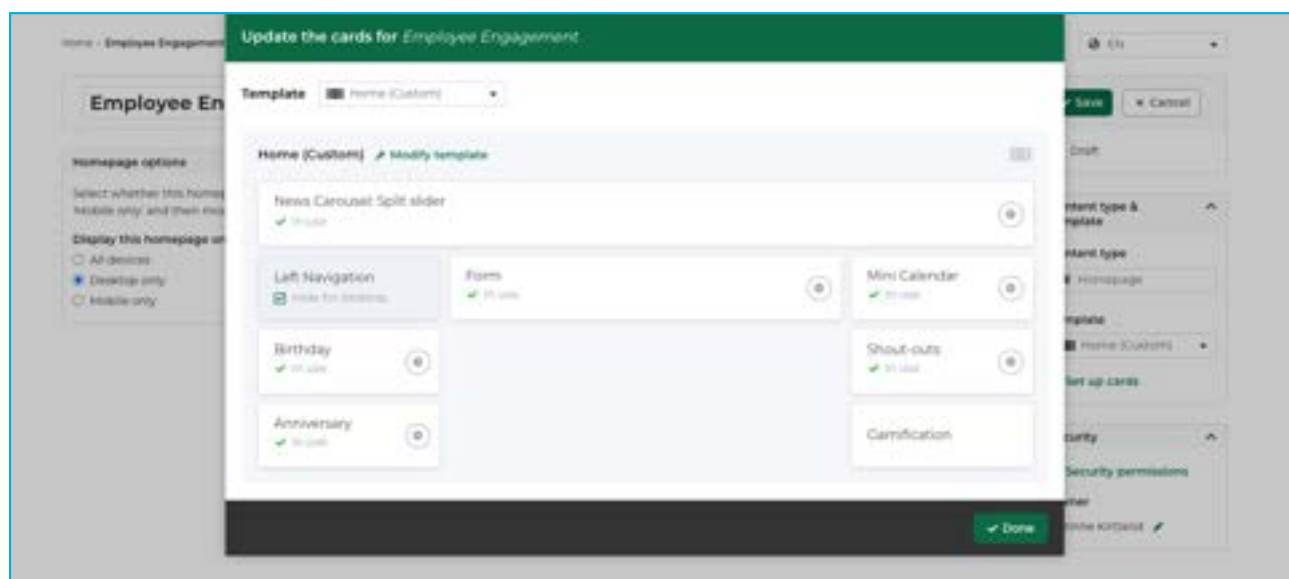 Home › Employee Engagement
Update the cards for Employee Engagement
EN
Employee En
Template Home (Custom)
Save
× Cancel
Homepage options
Home (Custom) Modify template
Draft
Select whether this homep
'Mobile only' and then
News Carousel Split slider
In use
ntent type &
mplate
Display this homepage on
All devices
Desktop only
Mobile only
Left Navigation
Hide for desktop
Form
In use
Mini Calendar
In use
ntent type
Homepage
mplate
Home (Custom)
Birthday
In use
Shout-outs
In use
Set up cards
Anniversary
In use
Gamification
curity
Security permissions
Done